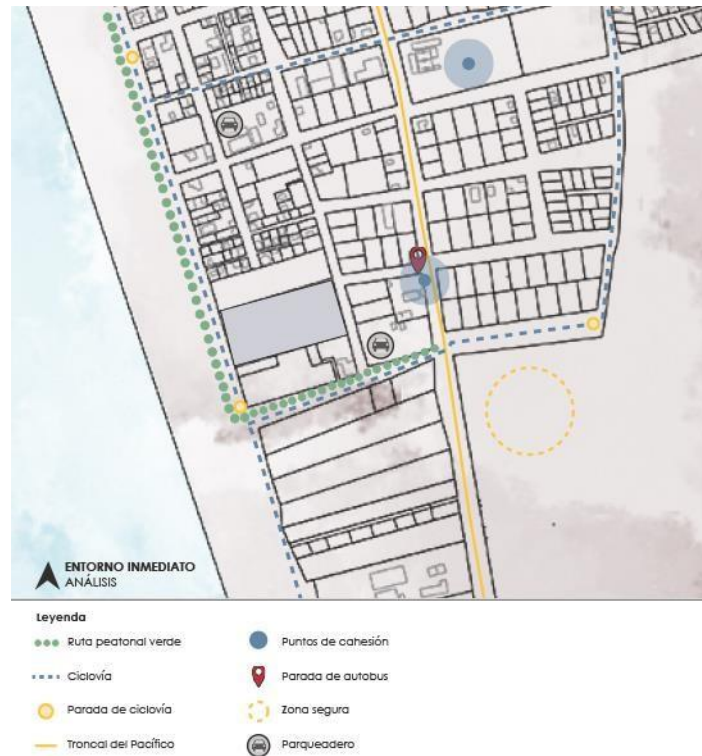 ENTORNO INMEDIATO
ANÁLISIS
Leyenda
Ruta peatonal verde
Puntos de cahesión
Ciclovía
Parada de autobus
Parada de ciclovía
Zona segura
Troncal del Pacífico
Parqueadero